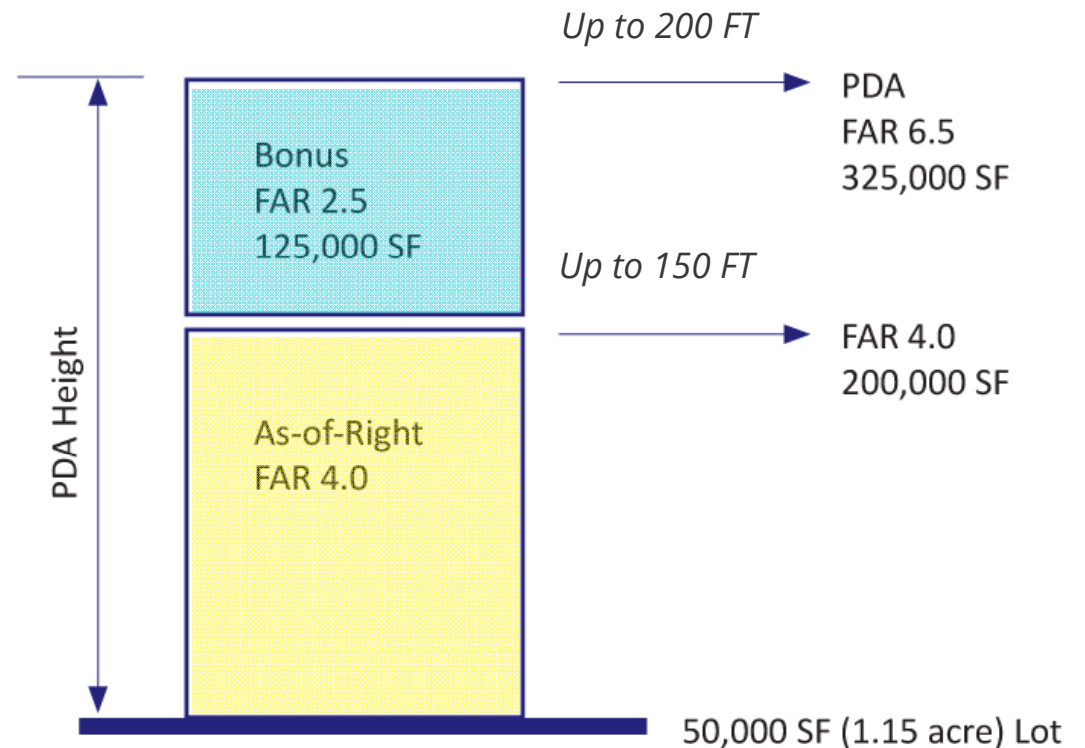 Up to 200 FT
PDA
FAR 6.5
325,000 SF
Bonus
FAR 2.5
125,000 SF
Up to 150 FT
FAR 4.0
200,000 SF
As-of-Right
FAR 4.0
PDA Height
50,000 SF (1.15 acre) Lot